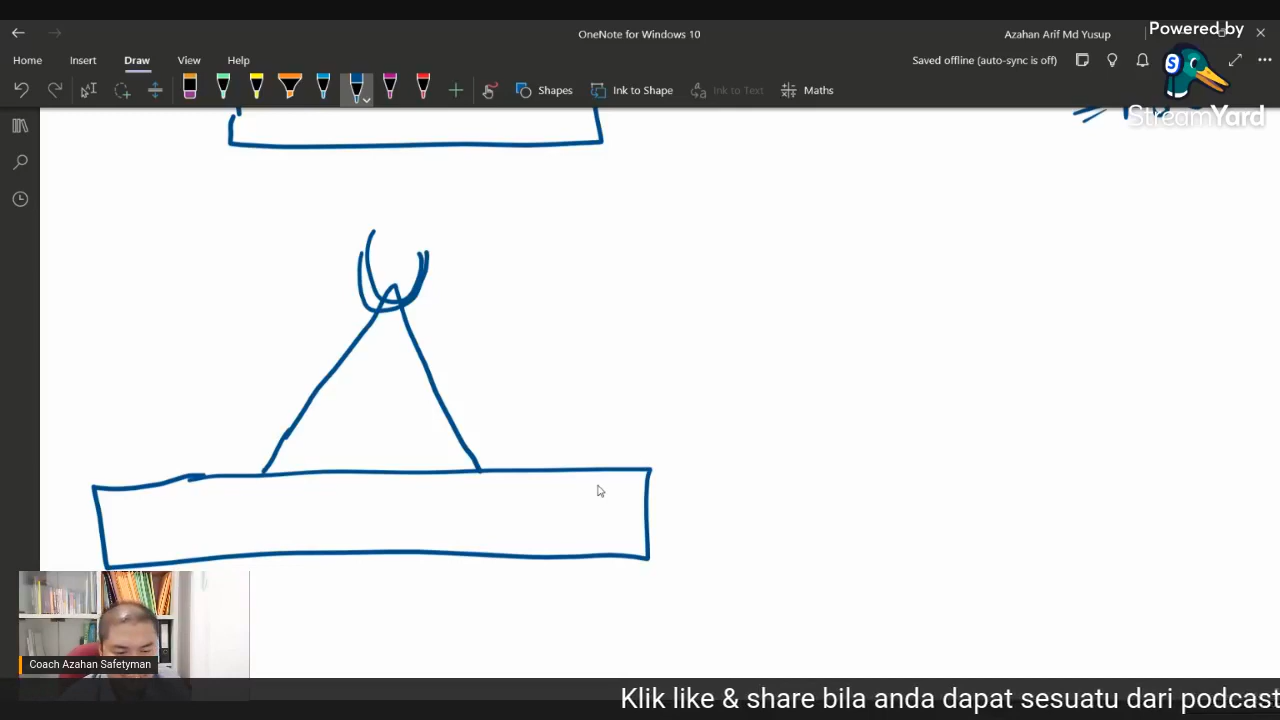 Powered by
OneNote for Windows 10
Azahan Arif Md Yusup
Home
Insert
Draw
View
Help
Saved offline (auto-sync is off)
StreamYard
Shapes
Ink to Shape
Ink to Text
Maths
Coach Azahan Safetyman
Klik like & share bila anda dapat sesuatu dari podcast